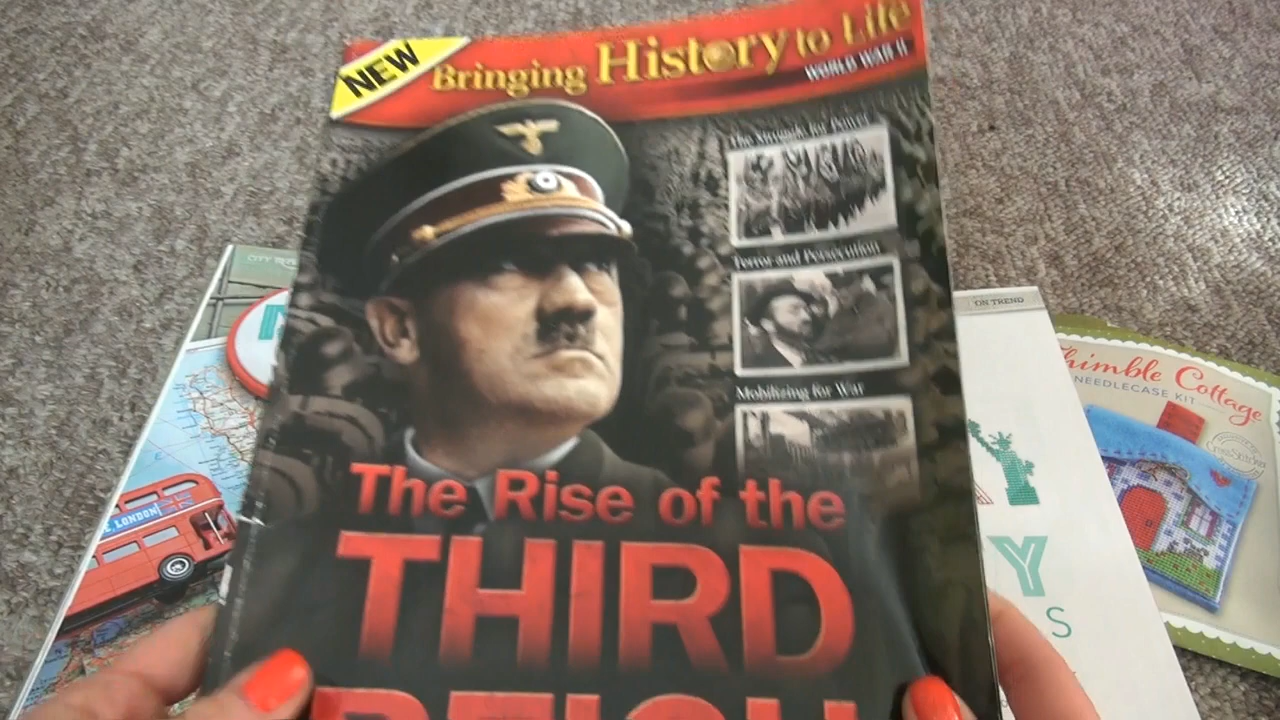 NEW
Bringing History to Life
WORLD WAR II
The Struggle for Power
Terror and Persecution
Mobilizing for War
The Rise of the
THIRD
REICH
CITY
LONDON
ON TREND
Y
S
Thimble Cottage
NEEDLECASE KIT